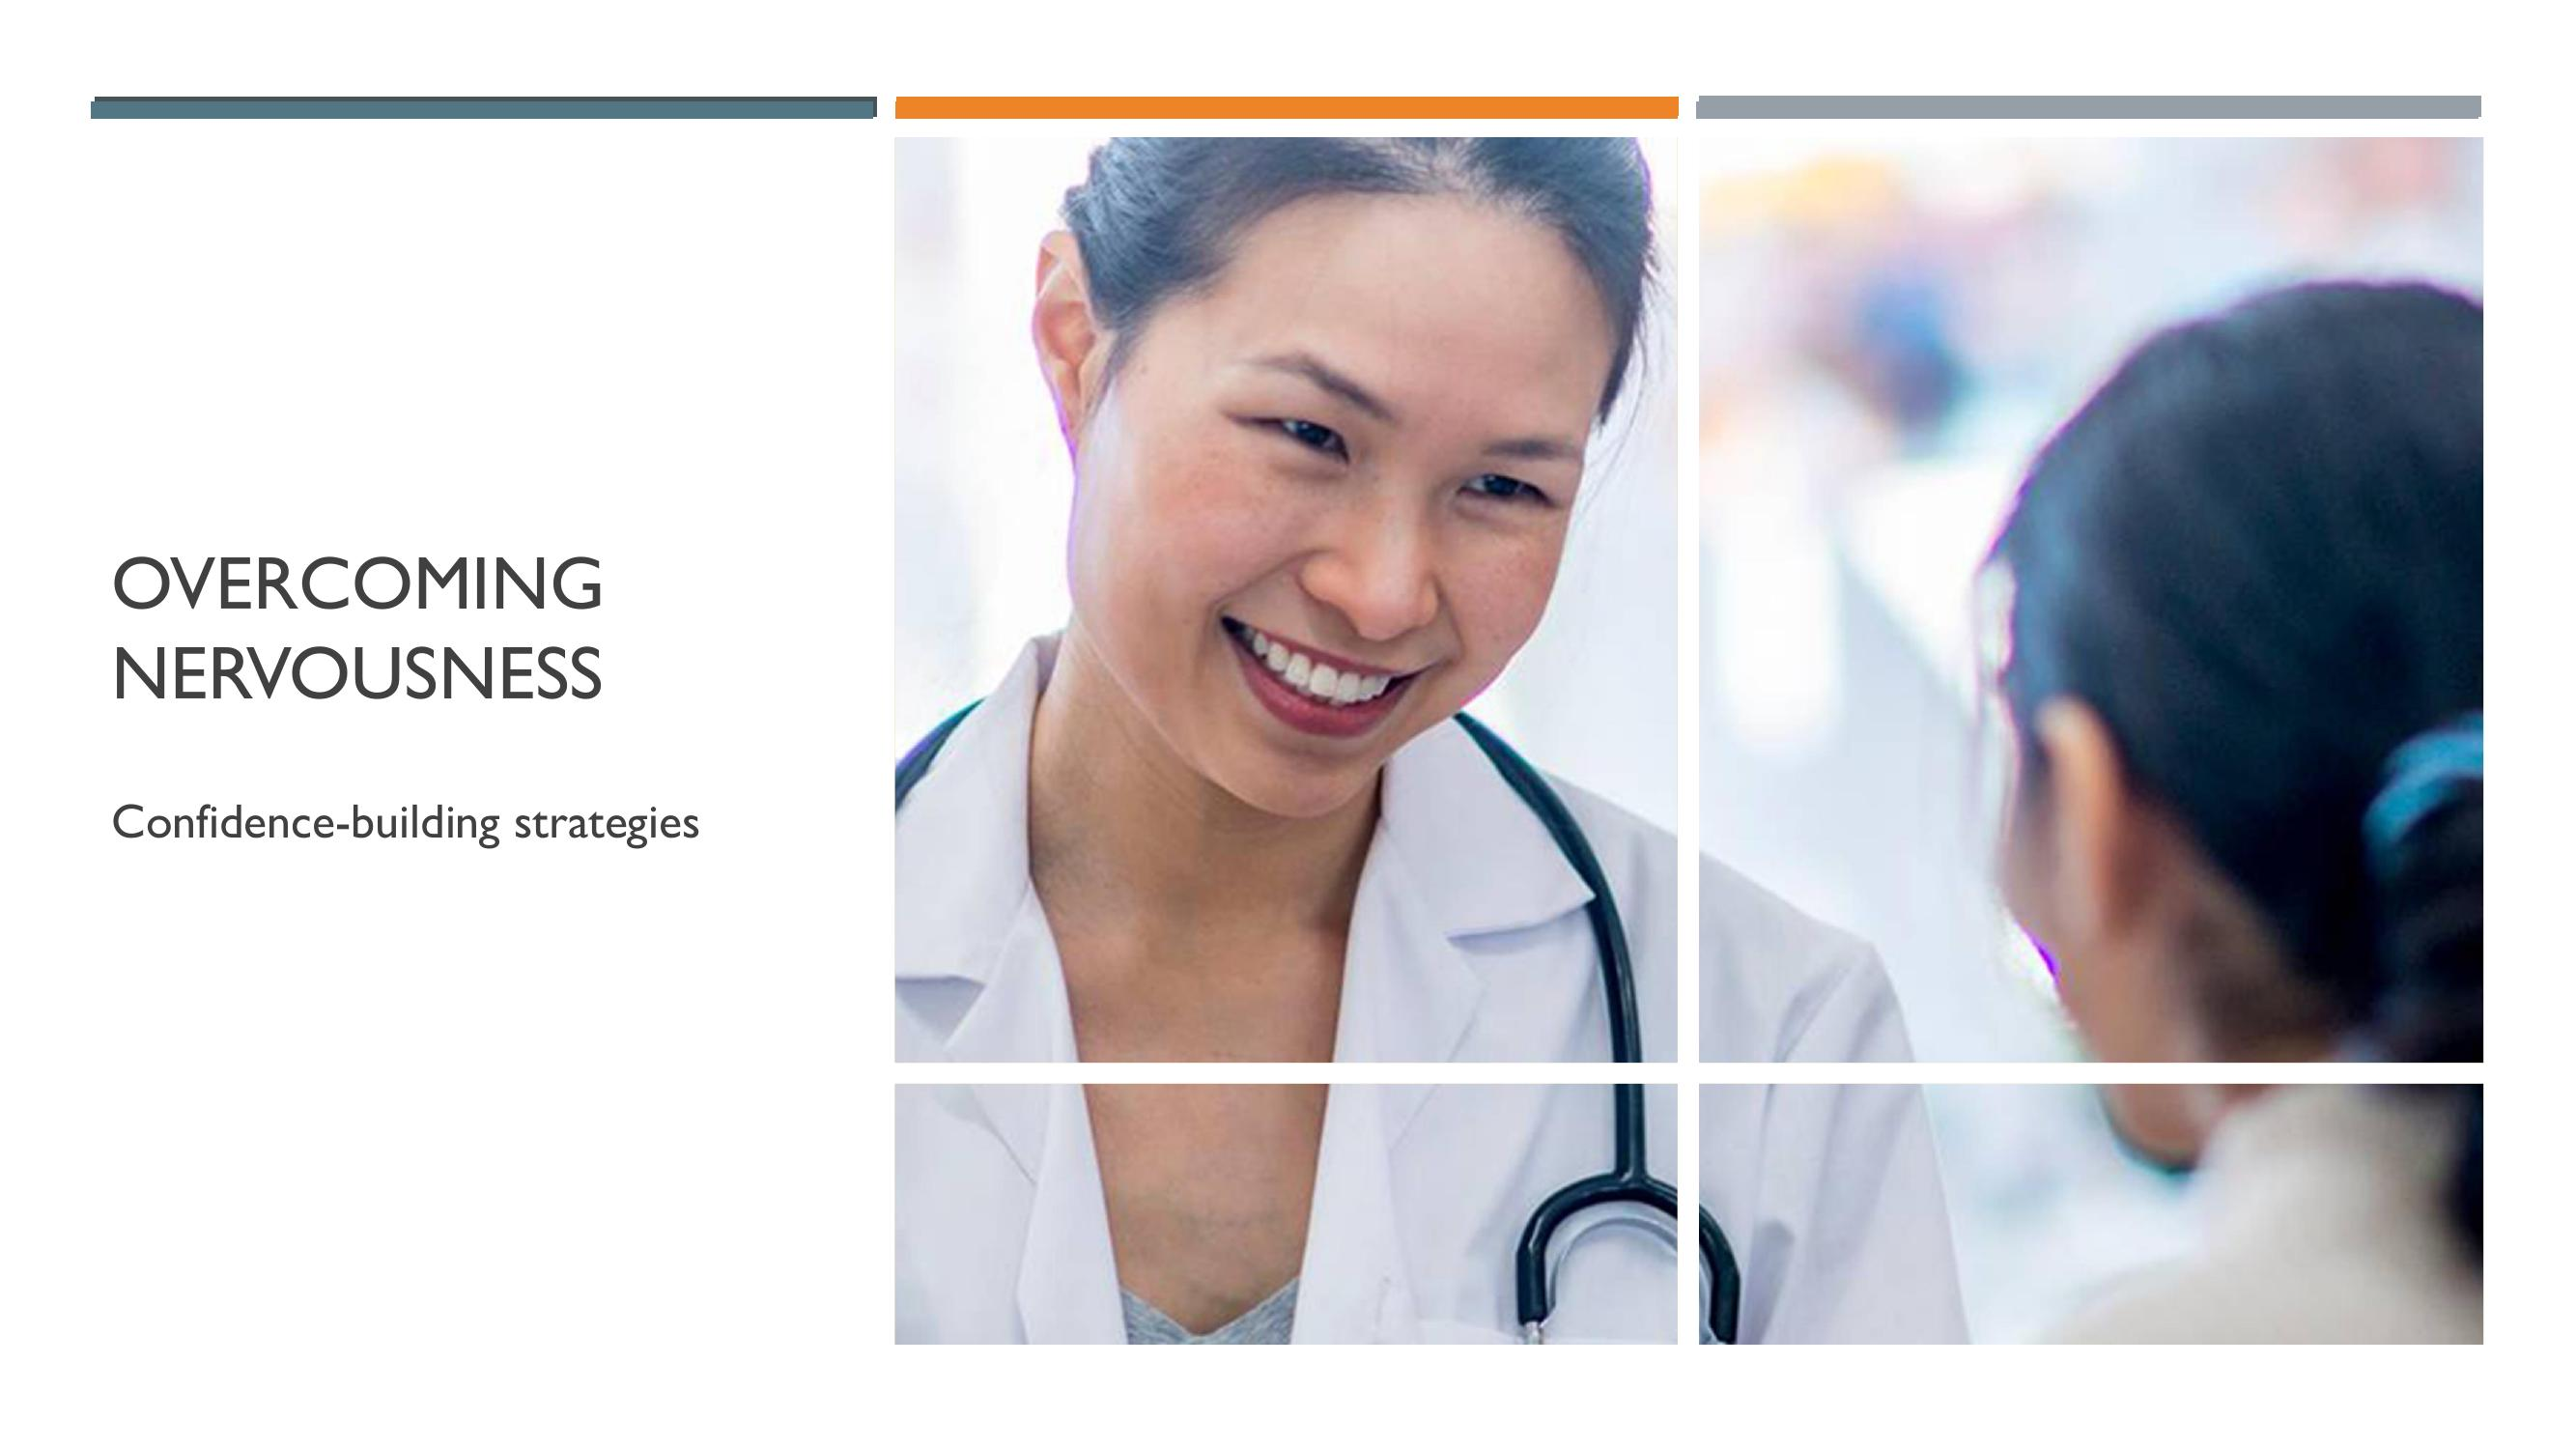 OVERCOMING
NERVOUSNESS
Confidence-building strategies